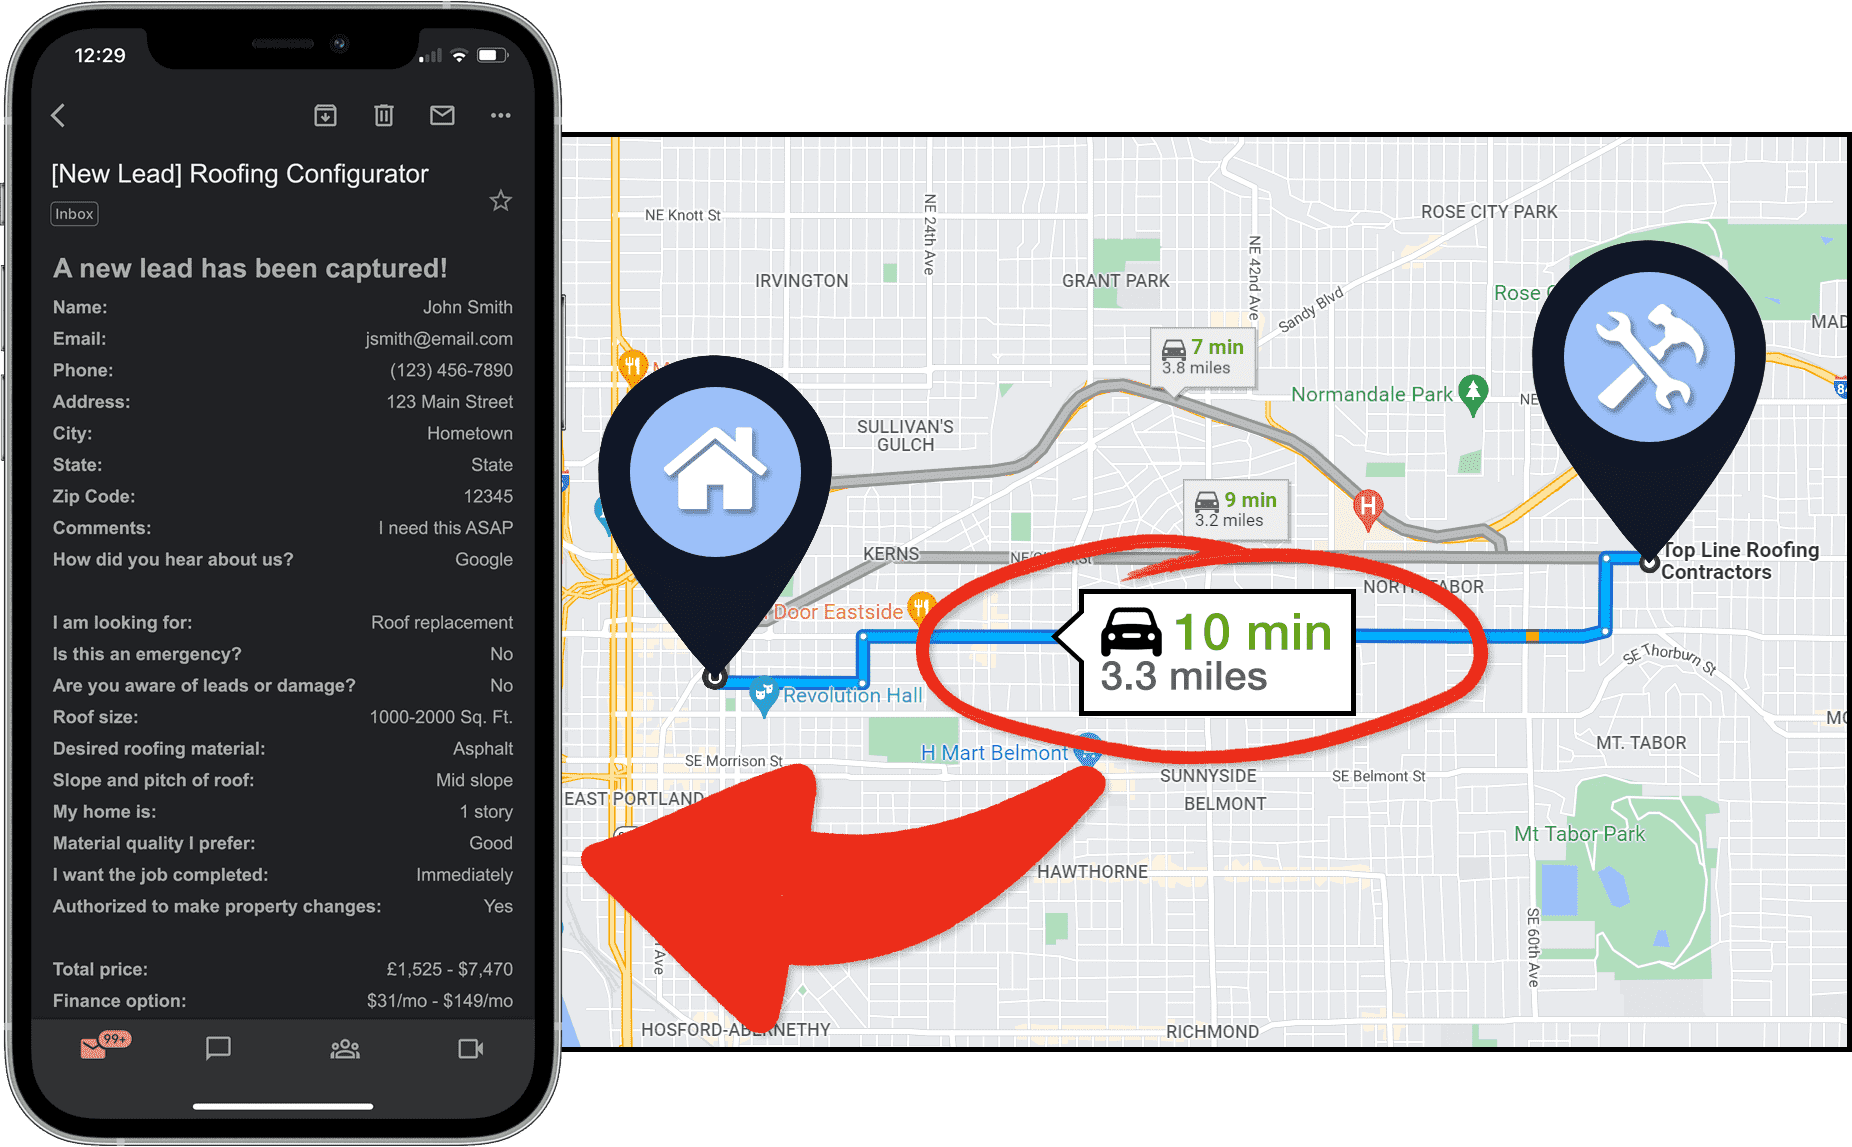 12:29
[New Lead] Roofing Configurator
Inbox
A new lead has been captured!
Name: John Smith
Email: jsmith@email.com
Phone: (123) 456-7890
Address: 123 Main Street
City: Hometown
State: State
Zip Code: 12345
Comments: I need this ASAP
How did you hear about us? Google
I am looking for: Roof replacement
Is this an emergency? No
Are you aware of leads or damage? No
Roof size: 1000-2000 Sq. Ft.
Desired roofing material: Asphalt
Slope and pitch of roof: Mid slope
My home is: 1 story
Material quality I prefer: Good
I want the job completed: Immediately
Authorized to make property changes: Yes
Total price: £1,525 - $7,470
Finance option: $31/mo - $149/mo
99+
NE Knott St
NE 24th Ave
IRVINGTON
GRANT PARK
NE 42nd Ave
Sandy Blvd
ROSE CITY PARK
Rose
MAD
84
7 min
3.8 miles
Normandale Park
NE
SULLIVAN'S
GULCH
9 min
3.2 miles
H
KERNS
NE
St
NORTH TABOR
Top Line Roofing
Contractors
Door Eastside
10 min
3.3 miles
SE Thorburn St
Revolution Hall
H Mart Belmont
SE Morrison St
SUNNYSIDE
BELMONT
SE Belmont St
MT. TABOR
MO
EAST PORTLAND
Mt Tabor Park
HAWTHORNE
SE 60th Ave
Ave
HOSFORD-ABERNETHY
RICHMOND